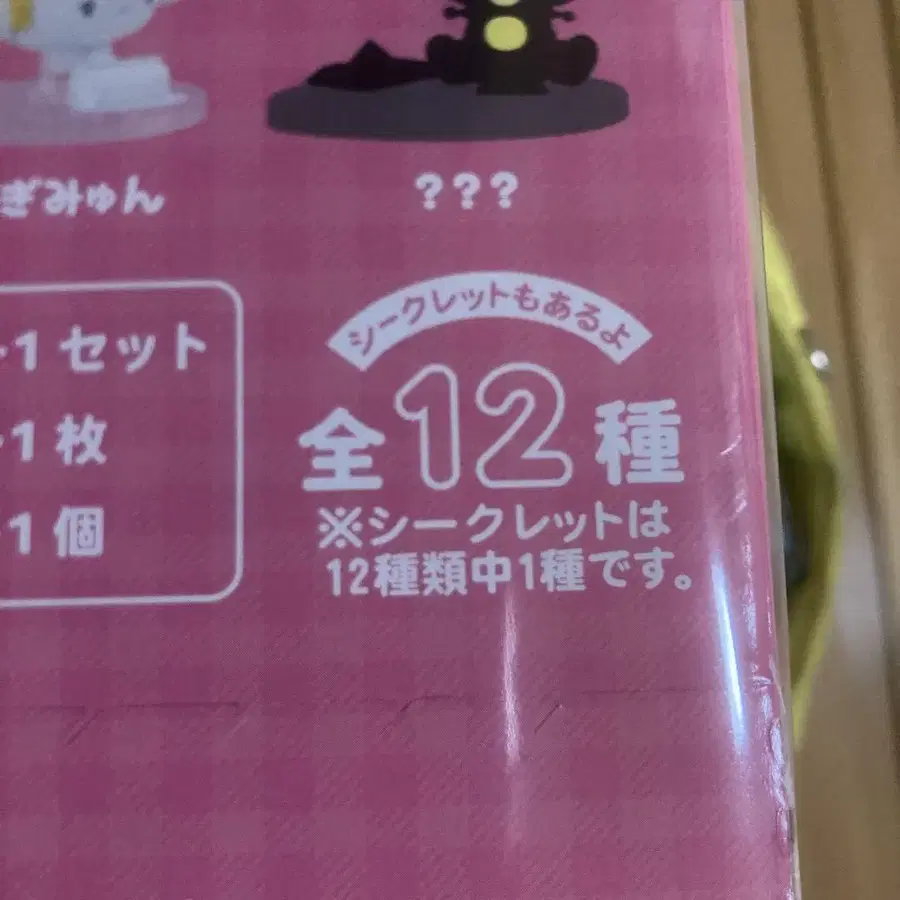 ぎみゅん
???
1セット
1枚
1個
シークレットもあるよ
全12種
※シークレットは
12種類中1種です。